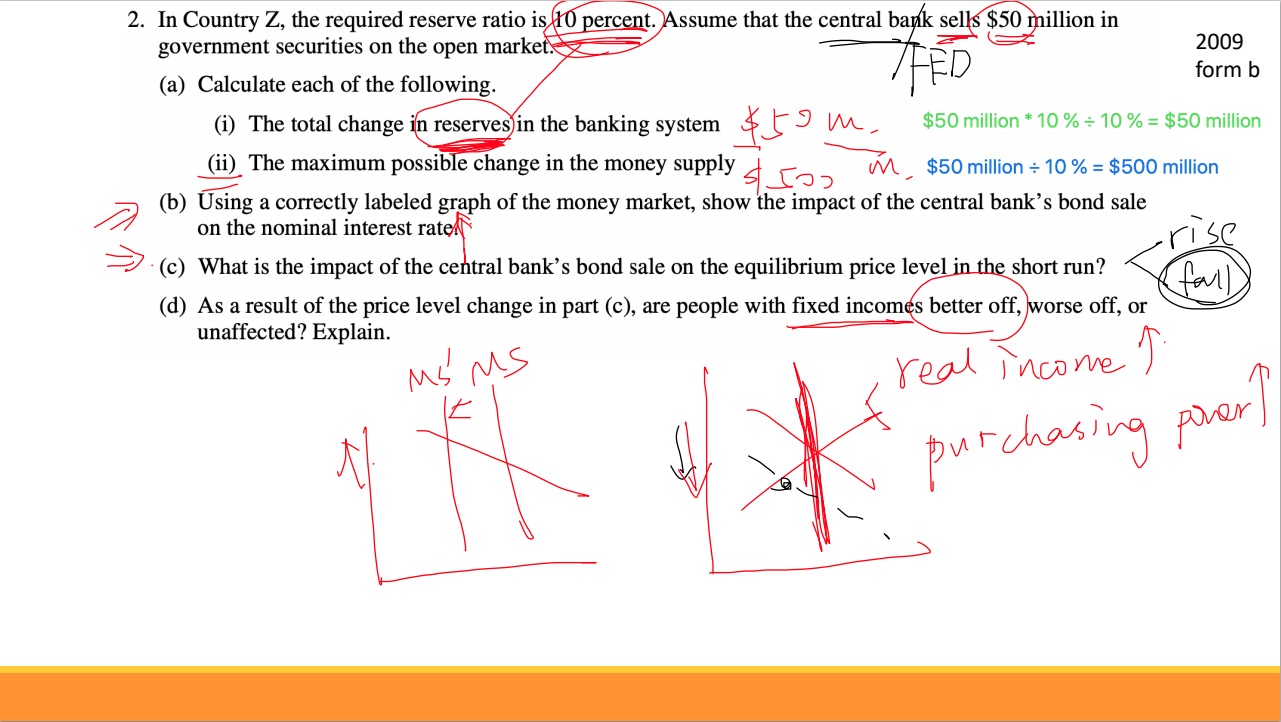 2. In Country Z, the required reserve ratio is 10 percent. Assume that the central bank sells $50 million in
government securities on the open market.
2009
form b
FED
(a) Calculate each of the following.
(i) The total change in reserves in the banking system $50 m. $50 million * 10 % ÷ 10 % = $50 million
(ii) The maximum possible change in the money supply $500 m. $50 million ÷ 10 % = $500 million
(b) Using a correctly labeled graph of the money market, show the impact of the central bank's bond sale
on the nominal interest rate.
(c) What is the impact of the central bank's bond sale on the equilibrium price level in the short run?
rise
fall
(d) As a result of the price level change in part (c), are people with fixed incomes better off, worse off, or
unaffected? Explain.
MS' MS
real income ↑
purchasing power ↑